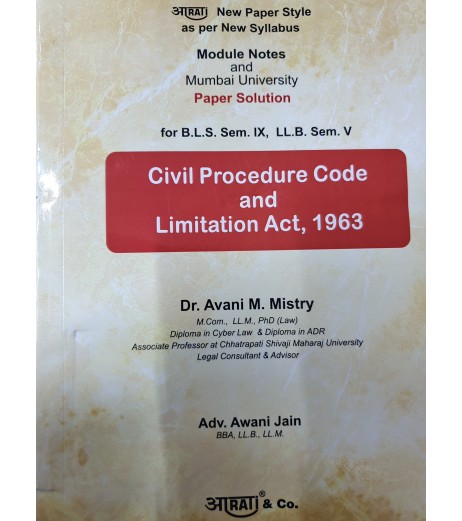 आरती New Paper Style
as per New Syllabus
Module Notes
and
Mumbai University
Paper Solution
for B.L.S. Sem. IX, LL.B. Sem. V
Civil Procedure Code
and
Limitation Act, 1963
Dr. Avani M. Mistry
M.Com., LL.M., PhD (Law)
Diploma in Cyber Law & Diploma in ADR
Associate Professor at Chhatrapati Shivaji Maharaj University
Legal Consultant & Advisor
Adv. Awani Jain
BBA, LL.B., LL.M.
आRATI® & Co.